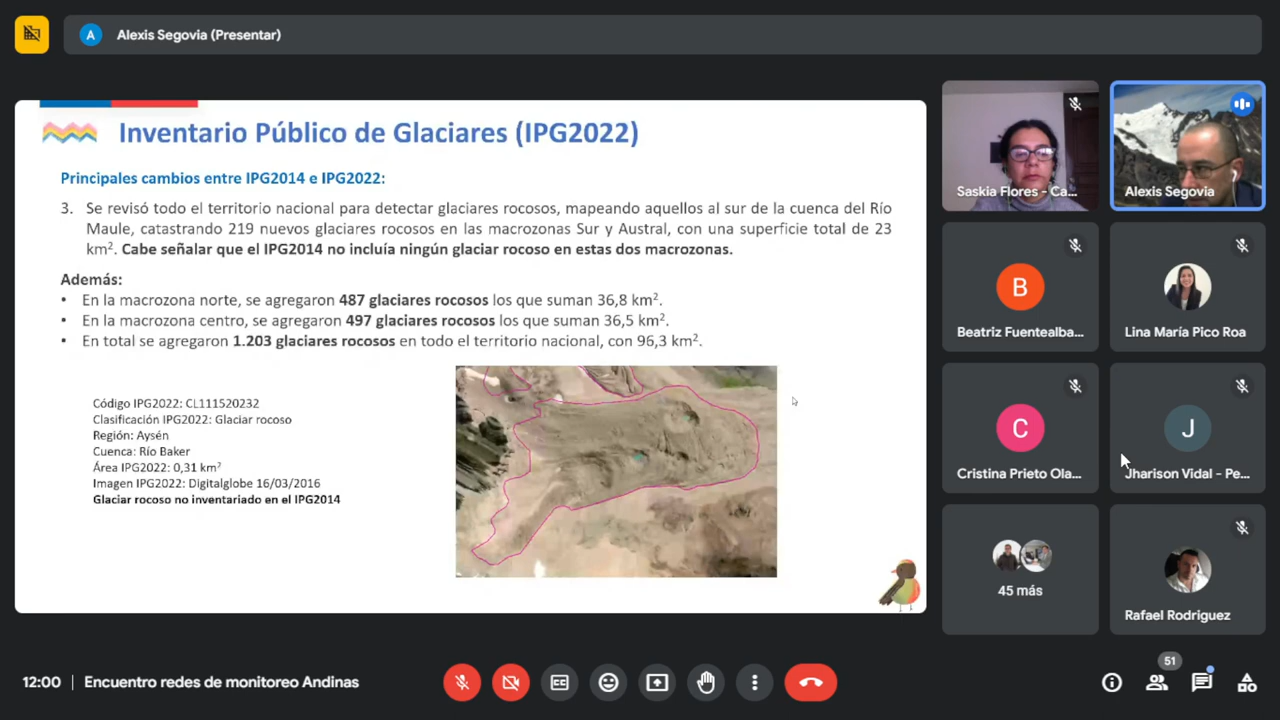 A Alexis Segovia (Presentar)
Inventario Público de Glaciares (IPG2022)
Principales cambios entre IPG2014 e IPG2022:
3. Se revisó todo el territorio nacional para detectar glaciares rocosos, mapeando aquellos al sur de la cuenca del Río
Maule, catastrando 219 nuevos glaciares rocosos en las macrozonas Sur y Austral, con una superficie total de 23
km². Cabe señalar que el IPG2014 no incluía ningún glaciar rocoso en estas dos macrozonas.
Además:
• En la macrozona norte, se agregaron 487 glaciares rocosos los que suman 36,8 km².
• En la macrozona centro, se agregaron 497 glaciares rocosos los que suman 36,5 km².
• En total se agregaron 1.203 glaciares rocosos en todo el territorio nacional, con 96,3 km².
Código IPG2022: CL111520232
Clasificación IPG2022: Glaciar rocoso
Región: Aysén
Cuenca: Río Baker
Área IPG2022: 0,31 km²
Imagen IPG2022: Digitalglobe 16/03/2016
Glaciar rocoso no inventariado en el IPG2014
Saskia Flores - Ca...
Alexis Segovia
B
Beatriz Fuentealba...
Lina María Pico Roa
C
Cristina Prieto Ola...
J
Jharison Vidal - Pe...
45 más
Rafael Rodriguez
12:00 | Encuentro redes de monitoreo Andinas
51